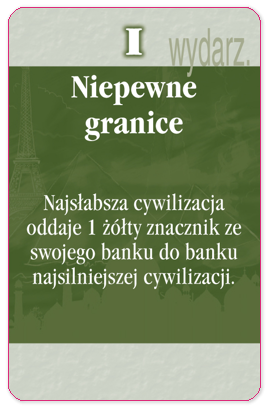 I
wydarz.
Niepewne
granice
Najsłabsza cywilizacja
oddaje 1 żółty znacznik ze
swojego banku do banku
najsilniejszej cywilizacji.